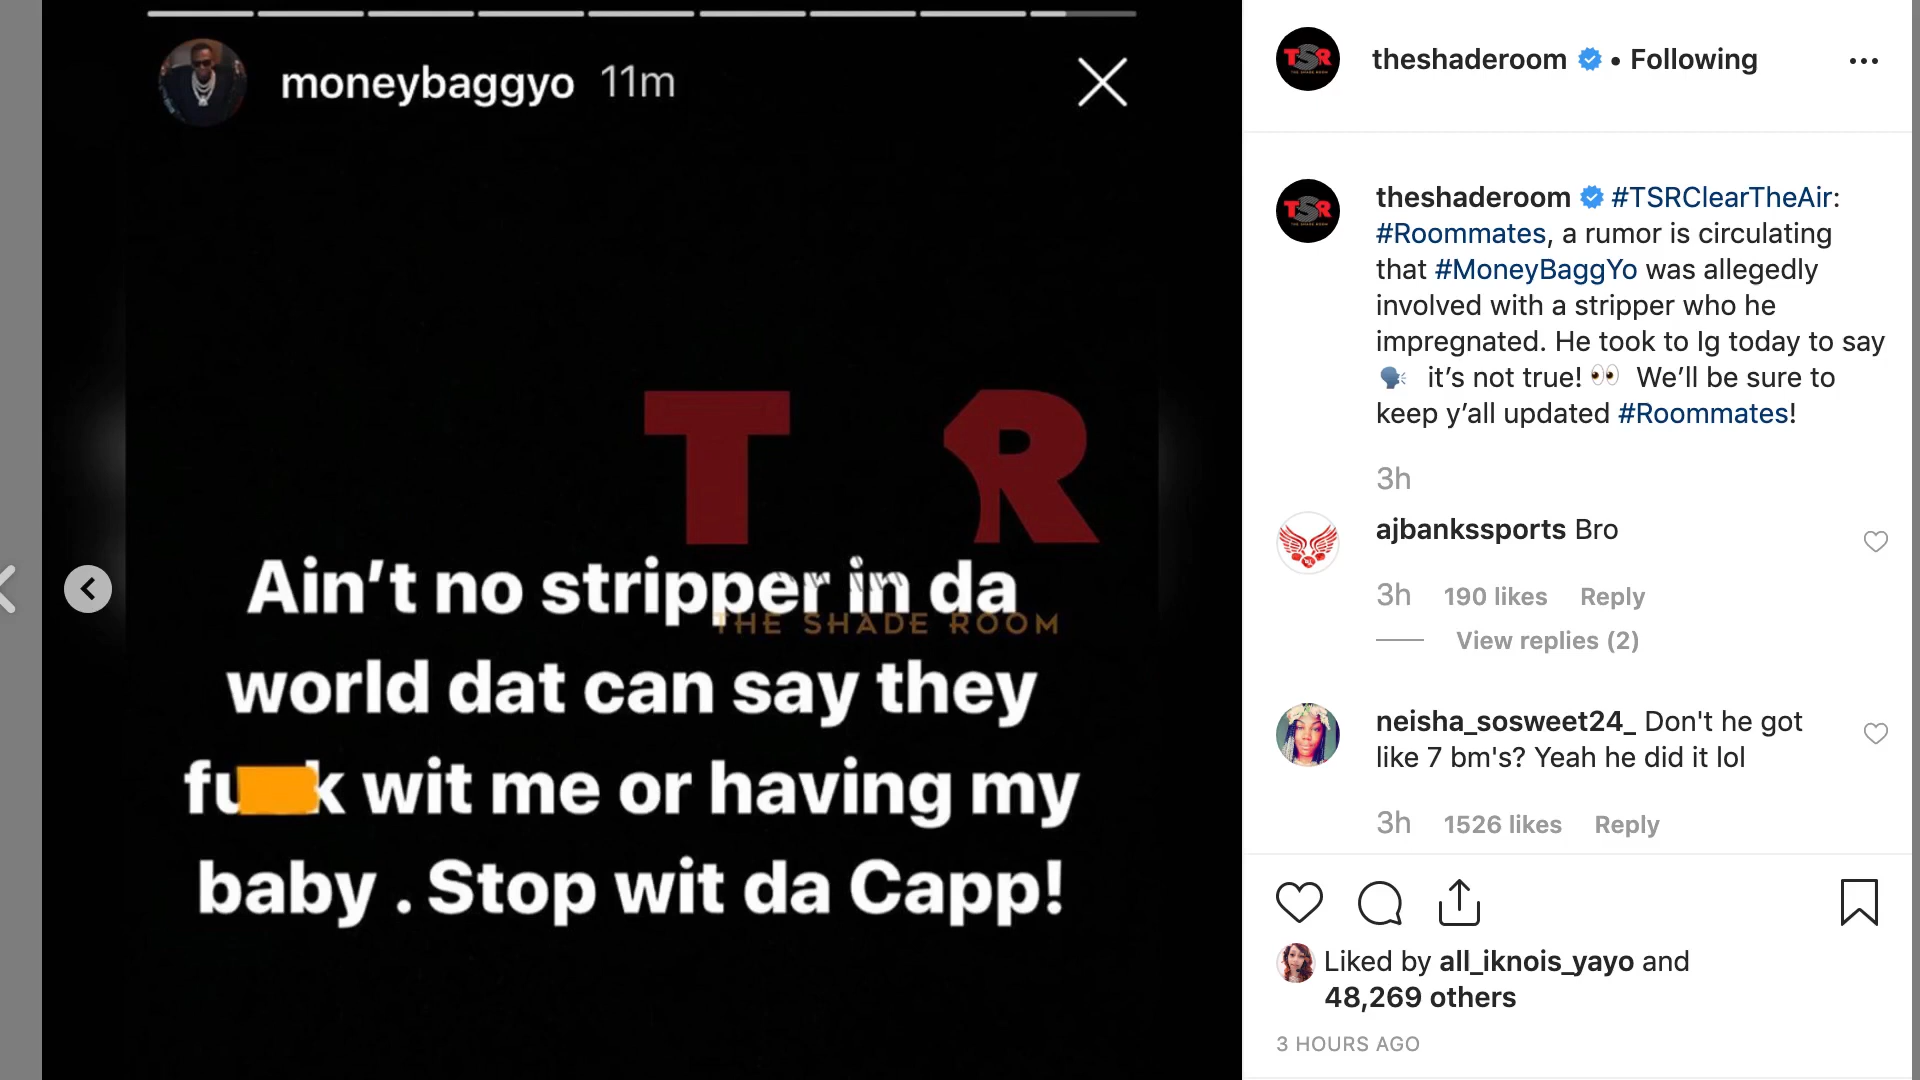 moneybaggyo 11m
T R
THE SHADE ROOM
Ain’t no stripper in da
world dat can say they
fu k wit me or having my
baby . Stop wit da Capp!
TSR
theshaderoom • Following
TSR
theshaderoom #TSRClearTheAir:
#Roommates, a rumor is circulating
that #MoneyBaggYo was allegedly
involved with a stripper who he
impregnated. He took to Ig today to say
🗣 it’s not true! 👀 We’ll be sure to
keep y’all updated #Roommates!
3h
ajbankssports Bro
3h 190 likes Reply
View replies (2)
neisha_sosweet24_ Don't he got
like 7 bm's? Yeah he did it lol
3h 1526 likes Reply
Liked by all_iknois_yayo and
48,269 others
3 HOURS AGO